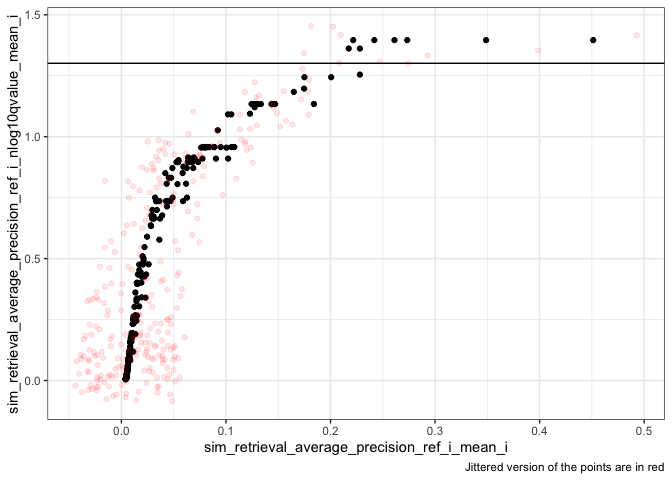 sim_retrieval_average_precision_ref_i_nlog10qvalue_mean_i
1.5
1.0
0.5
0.0
0.0 0.1 0.2 0.3 0.4 0.5
sim_retrieval_average_precision_ref_i_mean_i
Jittered version of the points are in red